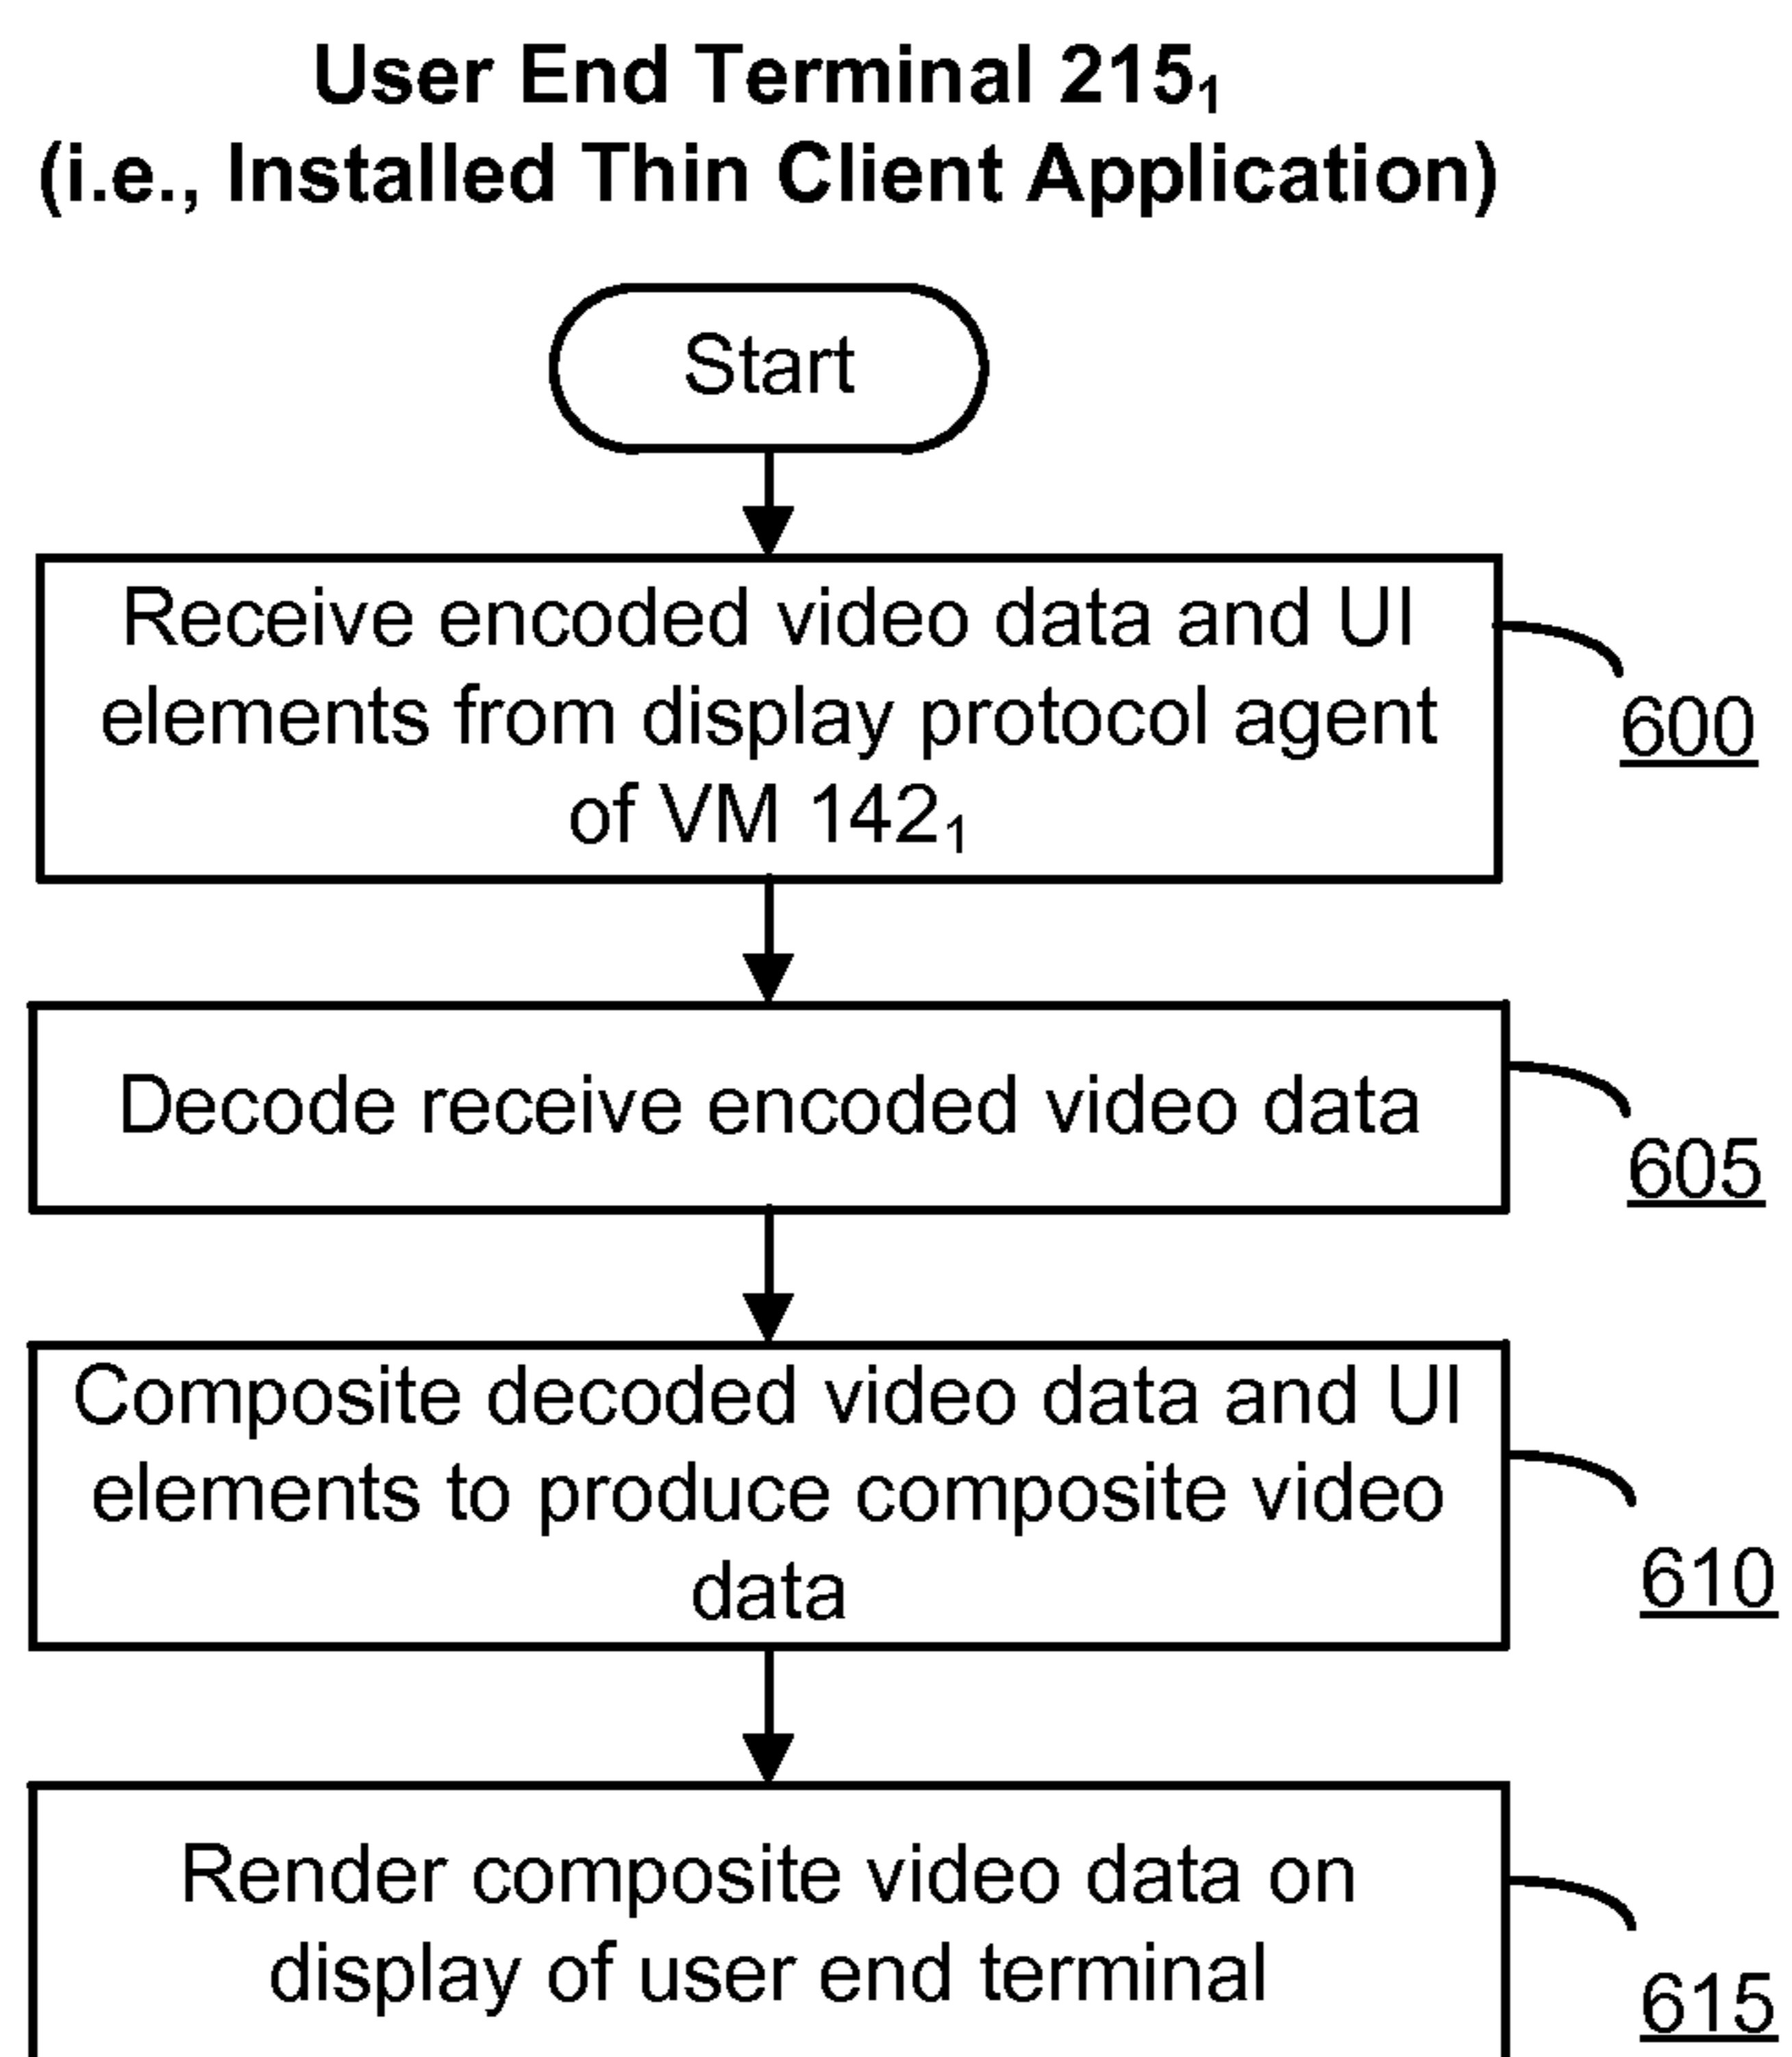 User End Terminal 215₁
(i.e., Installed Thin Client Application)
Start
Receive encoded video data and UI
elements from display protocol agent
of VM 142₁
600
Decode receive encoded video data
605
Composite decoded video data and UI
elements to produce composite video
data
610
Render composite video data on
display of user end terminal
615